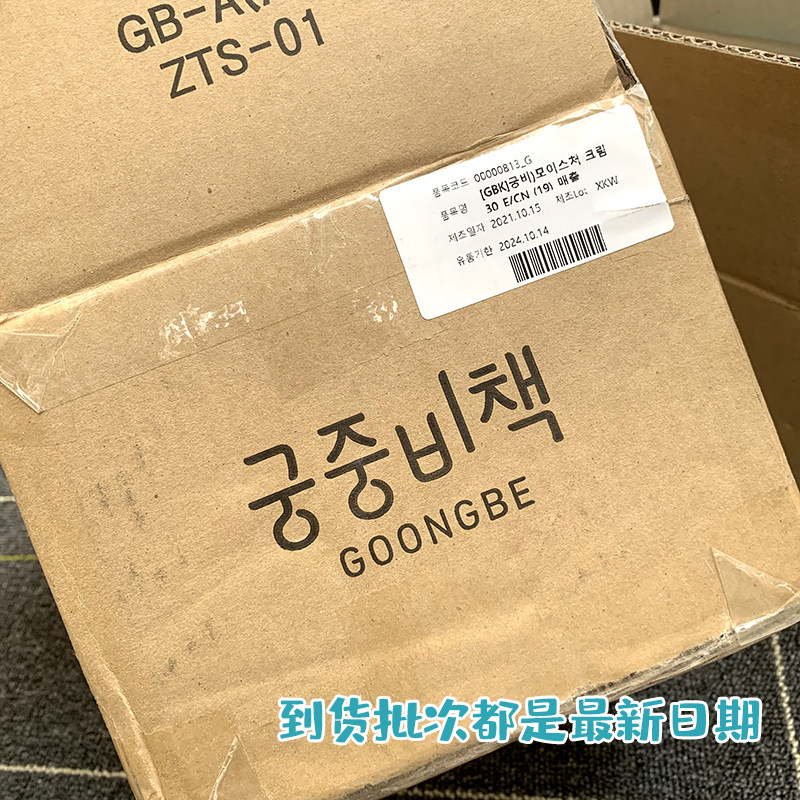 GB-A
ZTS-01
품목코드 00000813_G
품목명 [GBK]궁비)모이스처 크림
30 E/CN (19) 매출
제조일자 2021.10.15 제조Lot XKW
유통기한 2024.10.14
궁중비책
GOONGBE
到货批次都是最新日期